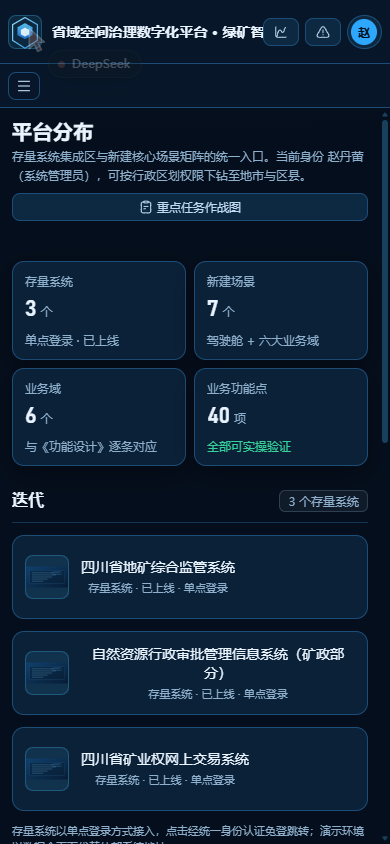 省域空间治理数字化平台 • 绿矿智
赵
DeepSeek
平台分布
存量系统集成区与新建核心场景矩阵的统一入口。当前身份 赵丹苗
（系统管理员），可按行政区划权限下钻至地市与区县。
重点任务作战图
存量系统
3 个
单点登录 · 已上线
新建场景
7 个
驾驶舱 + 六大业务域
业务域
6 个
与《功能设计》逐条对应
业务功能点
40 项
全部可实操验证
迭代
3 个存量系统
四川省地矿综合监管系统
存量系统 · 已上线 · 单点登录
自然资源行政审批管理信息系统（矿政部
分）
存量系统 · 已上线 · 单点登录
四川省矿业权网上交易系统
存量系统 · 已上线 · 单点登录
存量系统以单点登录方式接入，点击经统一身份认证免登跳转；演示环境